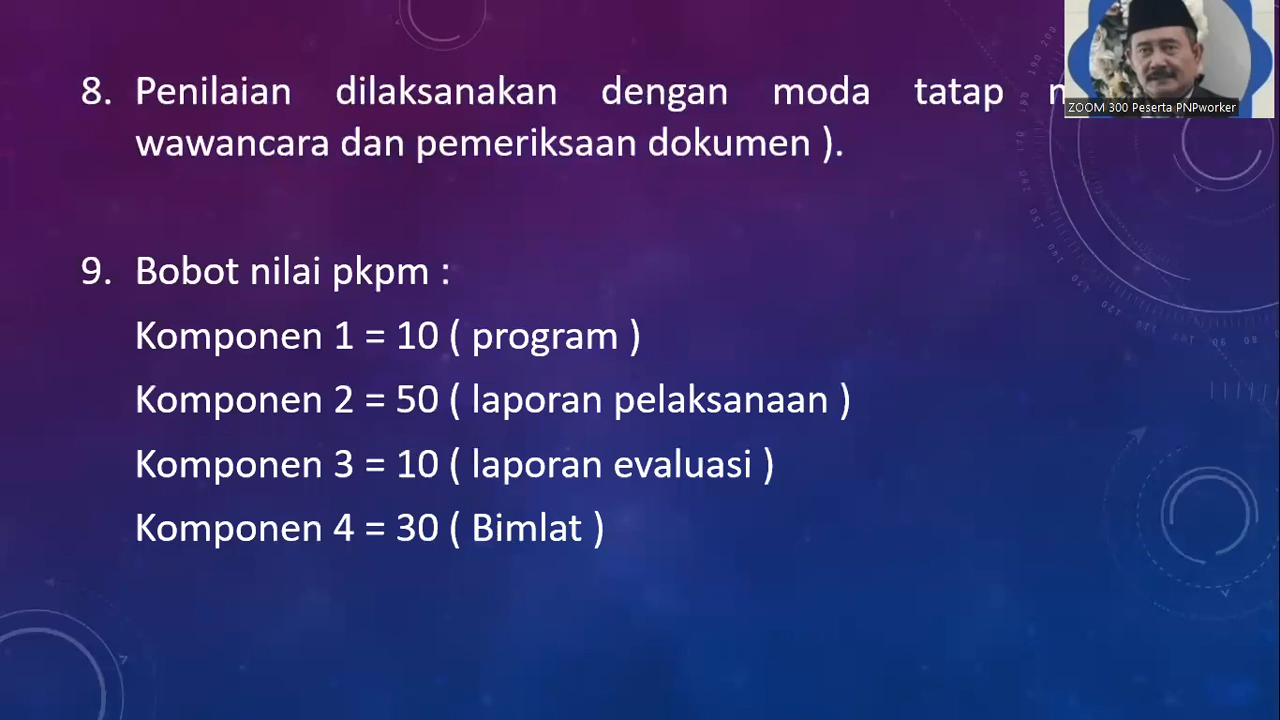 8. Penilaian dilaksanakan dengan moda tatap
wawancara dan pemeriksaan dokumen ).
ZOOM 300 Peserta PNPworker
9. Bobot nilai pkpm :
Komponen 1 = 10 ( program )
Komponen 2 = 50 ( laporan pelaksanaan )
Komponen 3 = 10 ( laporan evaluasi )
Komponen 4 = 30 ( Bimlat )